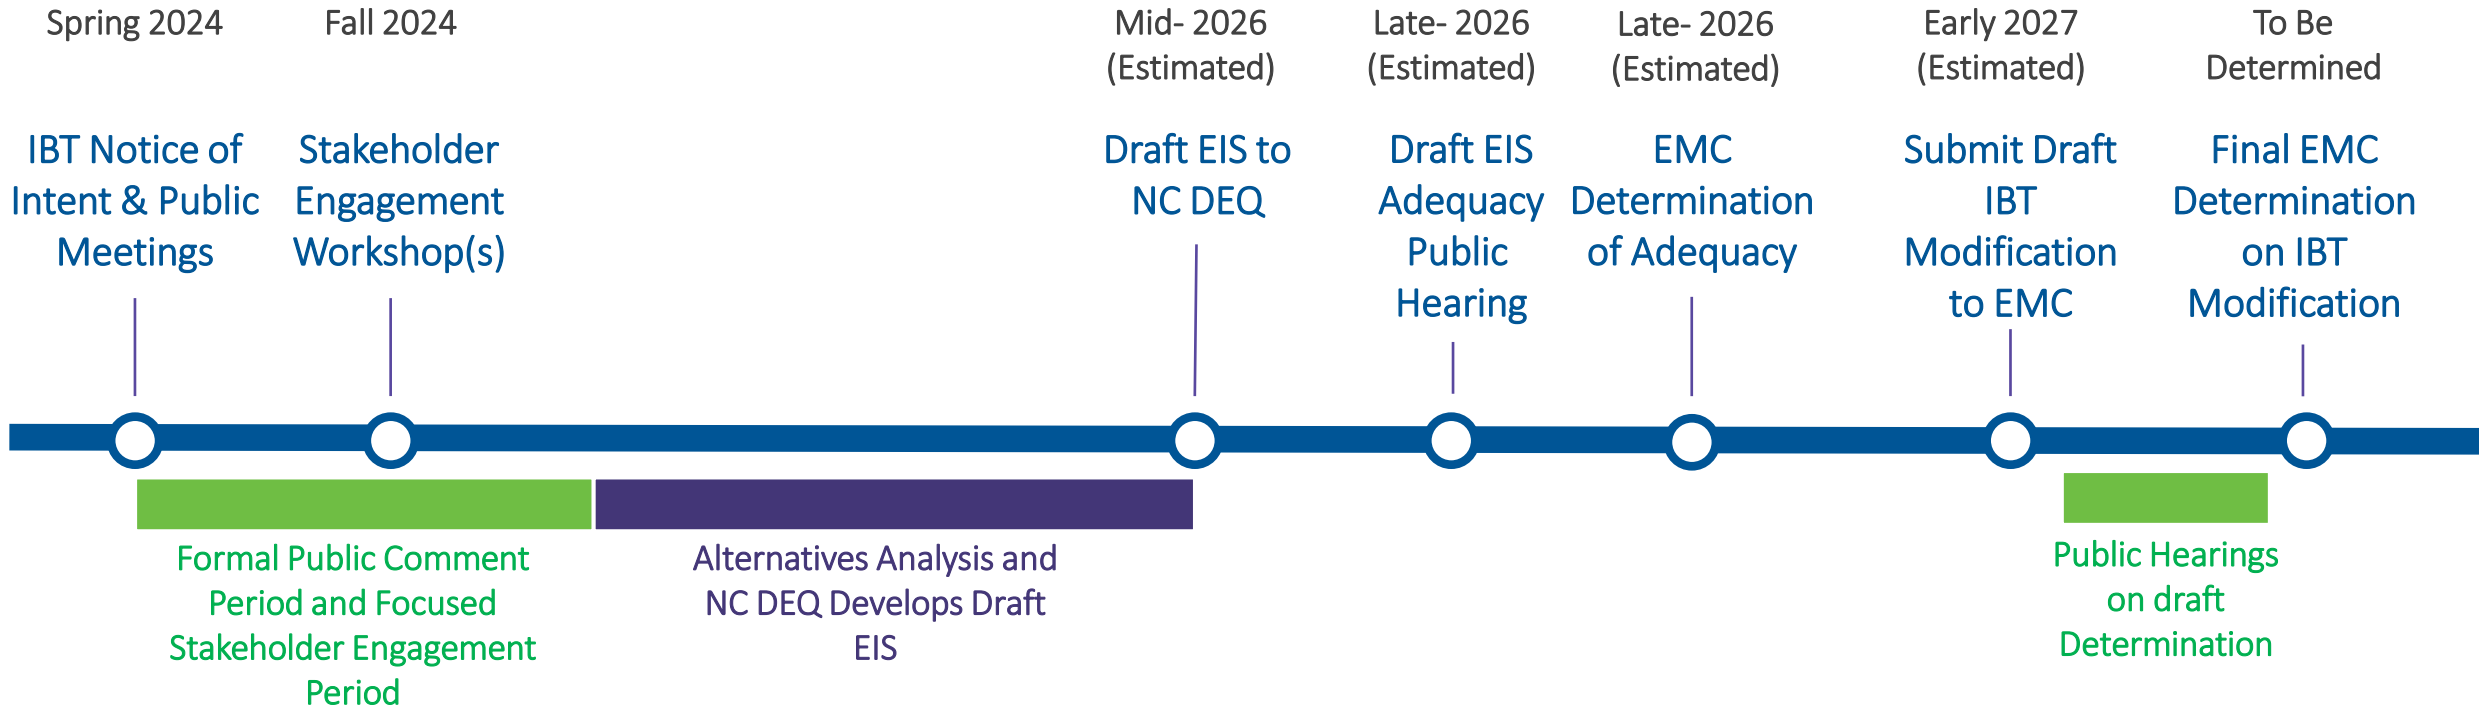 Spring 2024
Fall 2024
Mid- 2026
(Estimated)
Late- 2026
(Estimated)
Late- 2026
(Estimated)
Early 2027
(Estimated)
To Be
Determined
IBT Notice of
Intent & Public
Meetings
Stakeholder
Engagement
Workshop(s)
Draft EIS to
NC DEQ
Draft EIS
Adequacy
Public
Hearing
EMC
Determination
of Adequacy
Submit Draft
IBT
Modification
to EMC
Final EMC
Determination
on IBT
Modification
Formal Public Comment
Period and Focused
Stakeholder Engagement
Period
Alternatives Analysis and
NC DEQ Develops Draft
EIS
Public Hearings
on draft
Determination